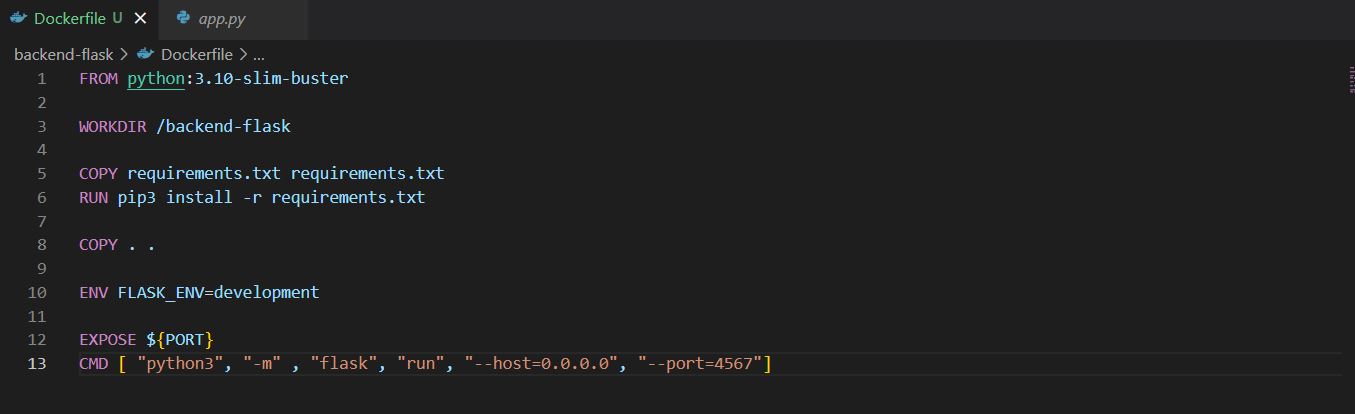 Dockerfile U × app.py
backend-flask > Dockerfile > ...
1 FROM python:3.10-slim-buster
2
3 WORKDIR /backend-flask
4
5 COPY requirements.txt requirements.txt
6 RUN pip3 install -r requirements.txt
7
8 COPY . .
9
10 ENV FLASK_ENV=development
11
12 EXPOSE ${PORT}
13 CMD [ "python3", "-m" , "flask", "run", "--host=0.0.0.0", "--port=4567"]